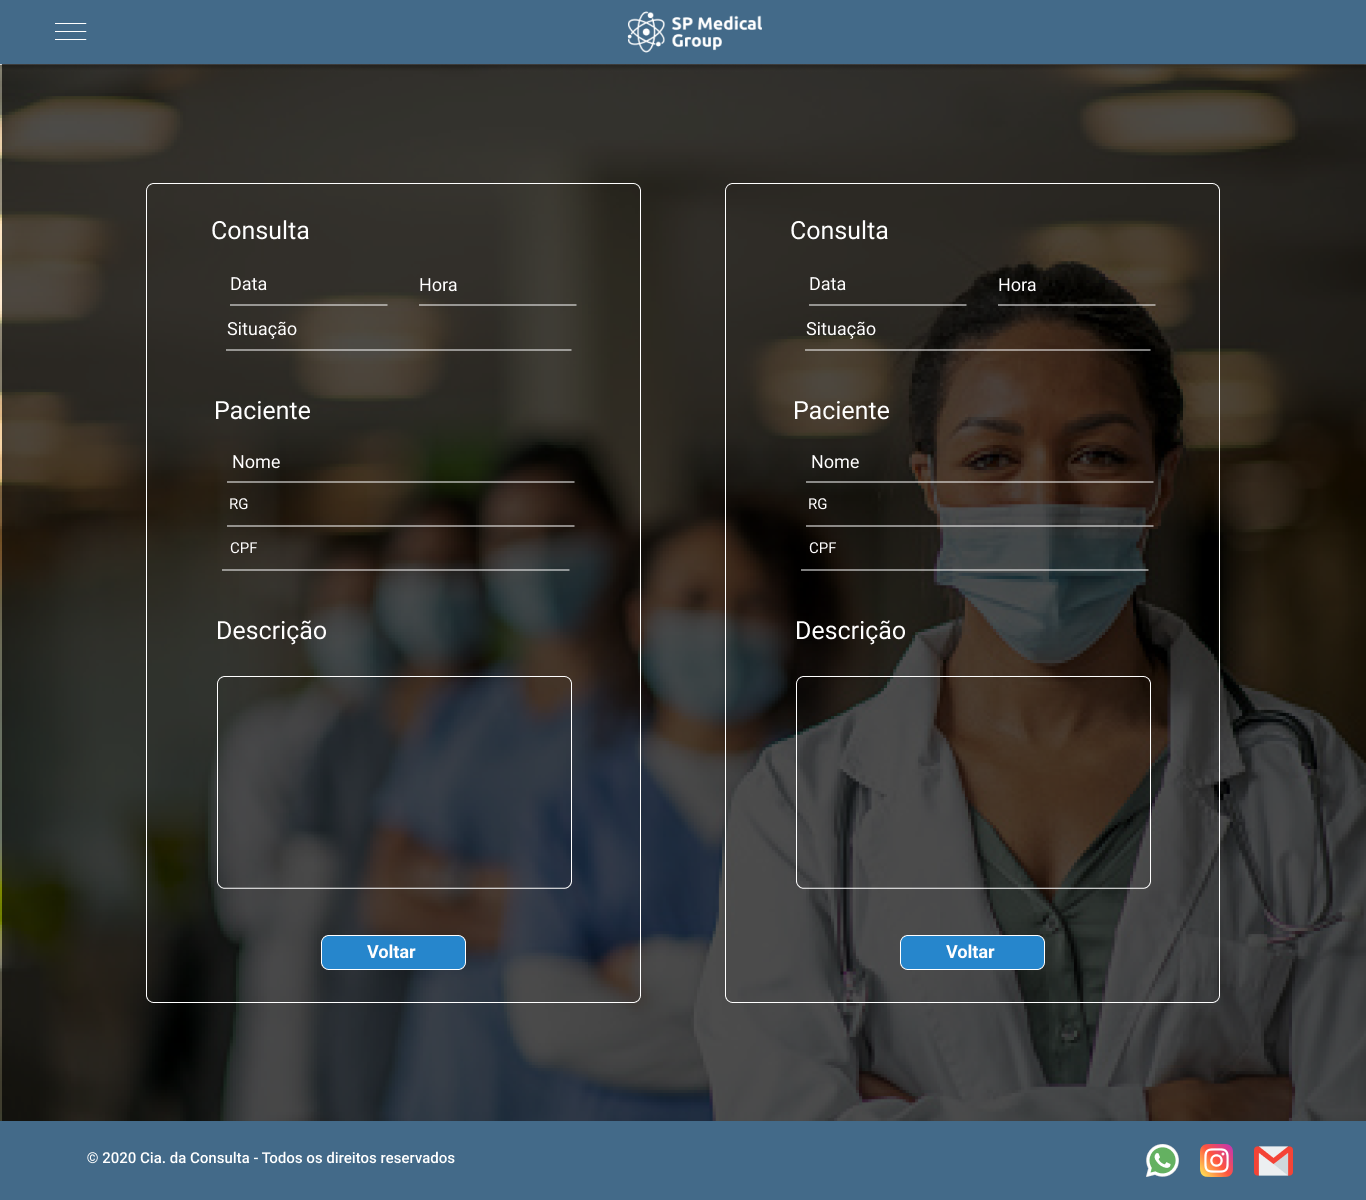 SP Medical
Group
Consulta
Data
Hora
Situação
Paciente
Nome
RG
CPF
Descrição
Voltar
Consulta
Data
Hora
Situação
Paciente
Nome
RG
CPF
Descrição
Voltar
© 2020 Cia. da Consulta - Todos os direitos reservados